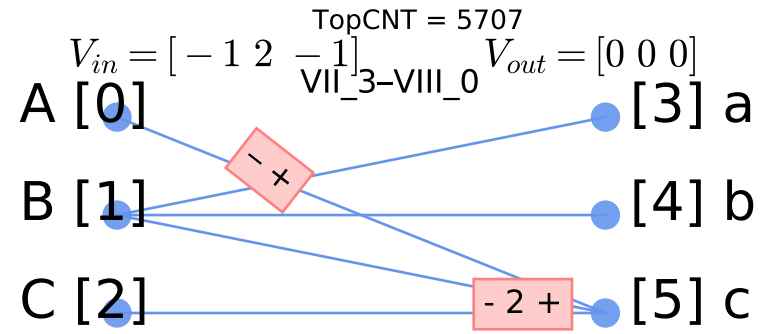 TopCNT = 5707
V_in = [ − 1 2 − 1] V_out = [0 0 0]
VII_3–VIII_0
A [0] [3] a
- +
B [1] [4] b
C [2] - 2 + [5] c